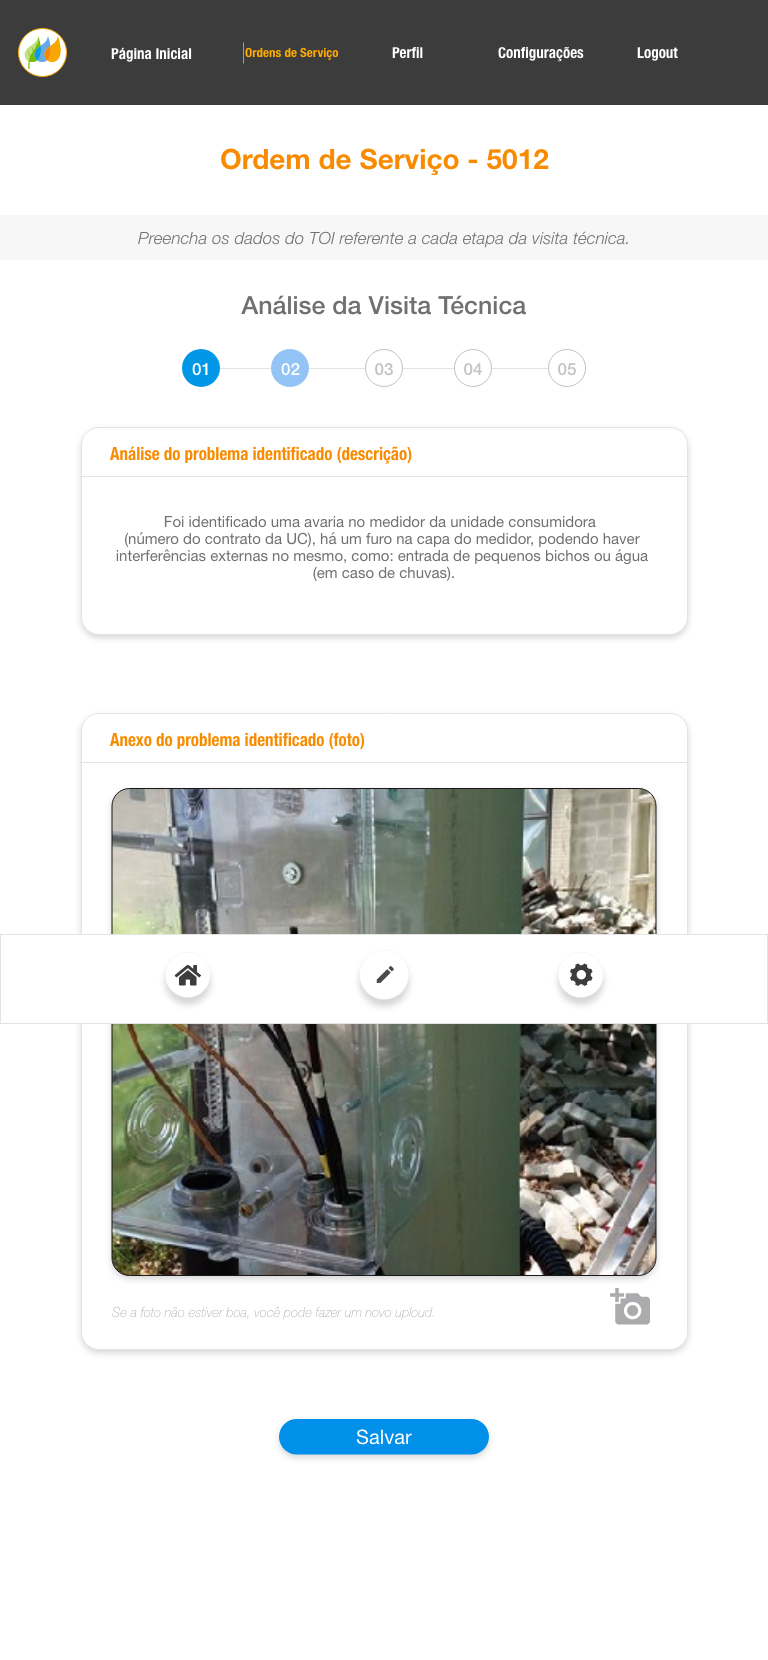 Página Inicial
Ordens de Serviço
Perfil
Configurações
Logout
Ordem de Serviço - 5012
Preencha os dados do TOI referente a cada etapa da visita técnica.
Análise da Visita Técnica
01 02 03 04 05
Análise do problema identificado (descrição)
Foi identificado uma avaria no medidor da unidade consumidora
(número do contrato da UC), há um furo na capa do medidor, podendo haver
interferências externas no mesmo, como: entrada de pequenos bichos ou água
(em caso de chuvas).
Anexo do problema identificado (foto)
Se a foto não estiver boa, você pode fazer um novo uploud.
Salvar